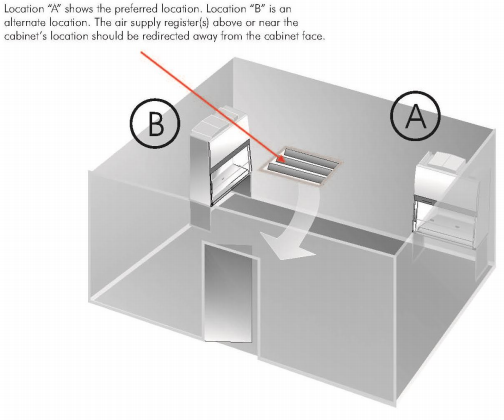 Location “A” shows the preferred location. Location “B” is an
alternate location. The air supply register(s) above or near the
cabinet’s location should be redirected away from the cabinet face.
B
A